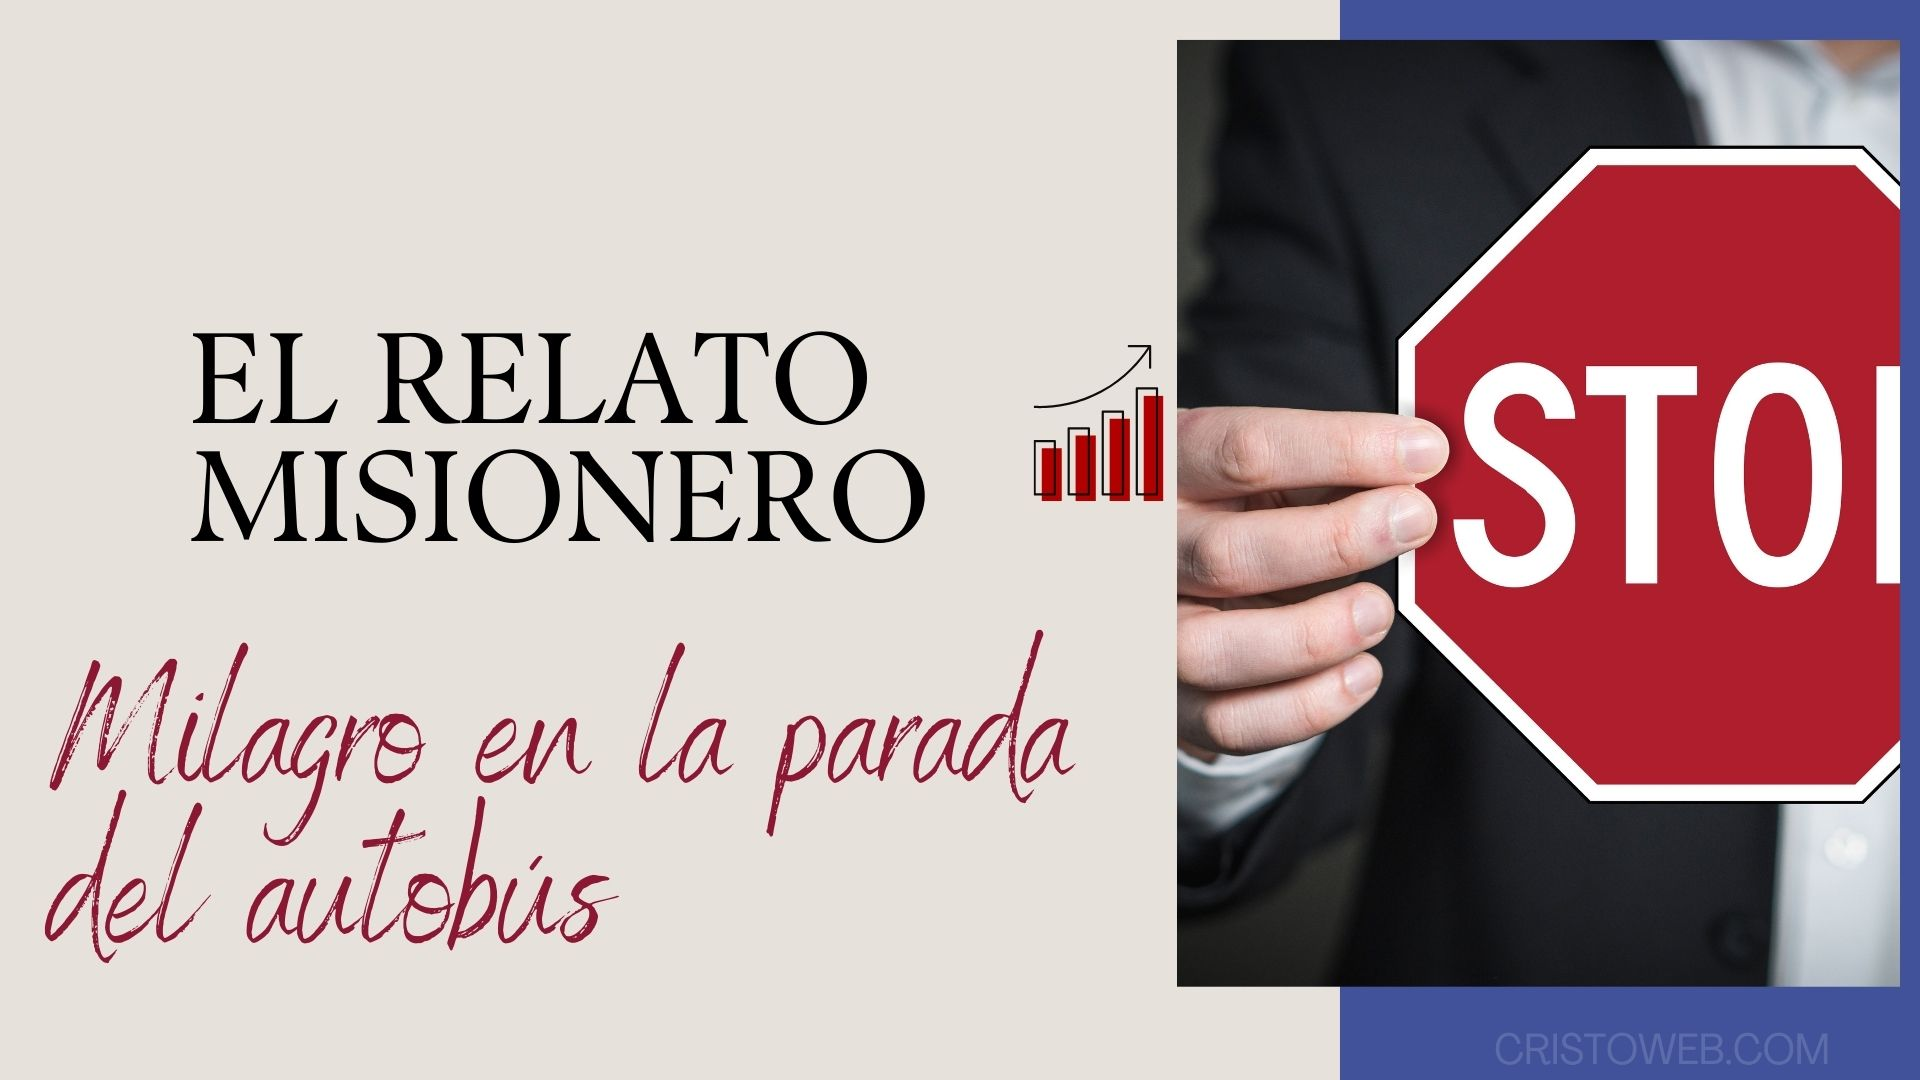 EL RELATO
MISIONERO
Milagro en la parada
del autobús
STO
CRISTOWEB.COM